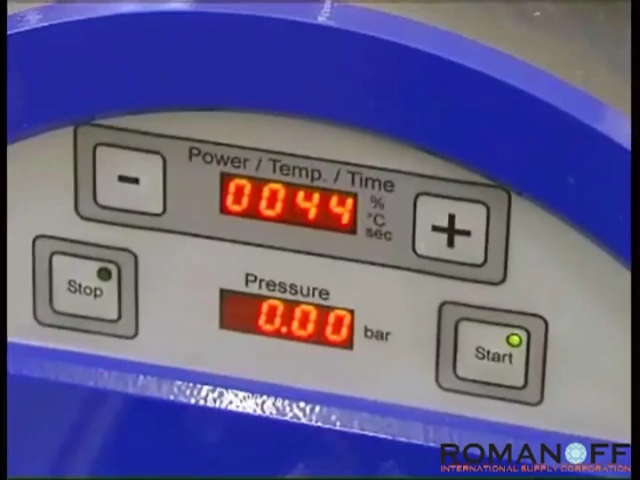 Power / Temp. / Time
-
0044
%
°C
sec
+
Stop
Pressure
0.00 bar
Start
ROMANOFF
INTERNATIONAL SUPPLY CORPORATION